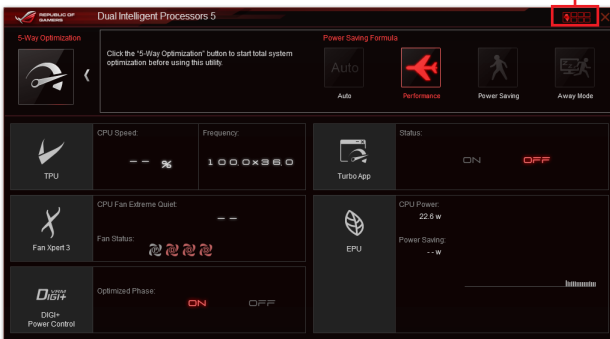 REPUBLIC OF
GAMERS
Dual Intelligent Processors 5
5-Way Optimization
Click the "5-Way Optimization" button to start total system
optimization before using this utility.
Power Saving Formula
Auto
Auto
Performance
Power Saving
Away Mode
TPU
CPU Speed:
-- %
Frequency:
100.0x36.0
Turbo App
Status:
ON OFF
Fan Xpert 3
CPU Fan Extreme Quiet:
--
Fan Status:
EPU
CPU Power:
22.6 w
Power Saving:
-- w
DIGI+ VRM
DIGI+
Power Control
Optimized Phase:
ON OFF